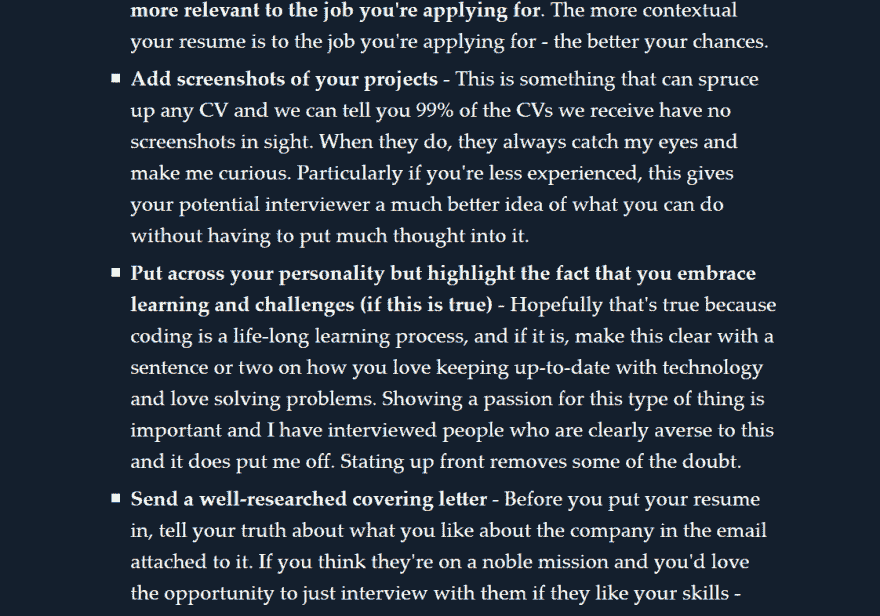 more relevant to the job you're applying for. The more contextual
your resume is to the job you're applying for - the better your chances.
Add screenshots of your projects - This is something that can spruce
up any CV and we can tell you 99% of the CVs we receive have no
screenshots in sight. When they do, they always catch my eyes and
make me curious. Particularly if you're less experienced, this gives
your potential interviewer a much better idea of what you can do
without having to put much thought into it.
Put across your personality but highlight the fact that you embrace
learning and challenges (if this is true) - Hopefully that's true because
coding is a life-long learning process, and if it is, make this clear with a
sentence or two on how you love keeping up-to-date with technology
and love solving problems. Showing a passion for this type of thing is
important and I have interviewed people who are clearly averse to this
and it does put me off. Stating up front removes some of the doubt.
Send a well-researched covering letter - Before you put your resume
in, tell your truth about what you like about the company in the email
attached to it. If you think they're on a noble mission and you'd love
the opportunity to just interview with them if they like your skills -